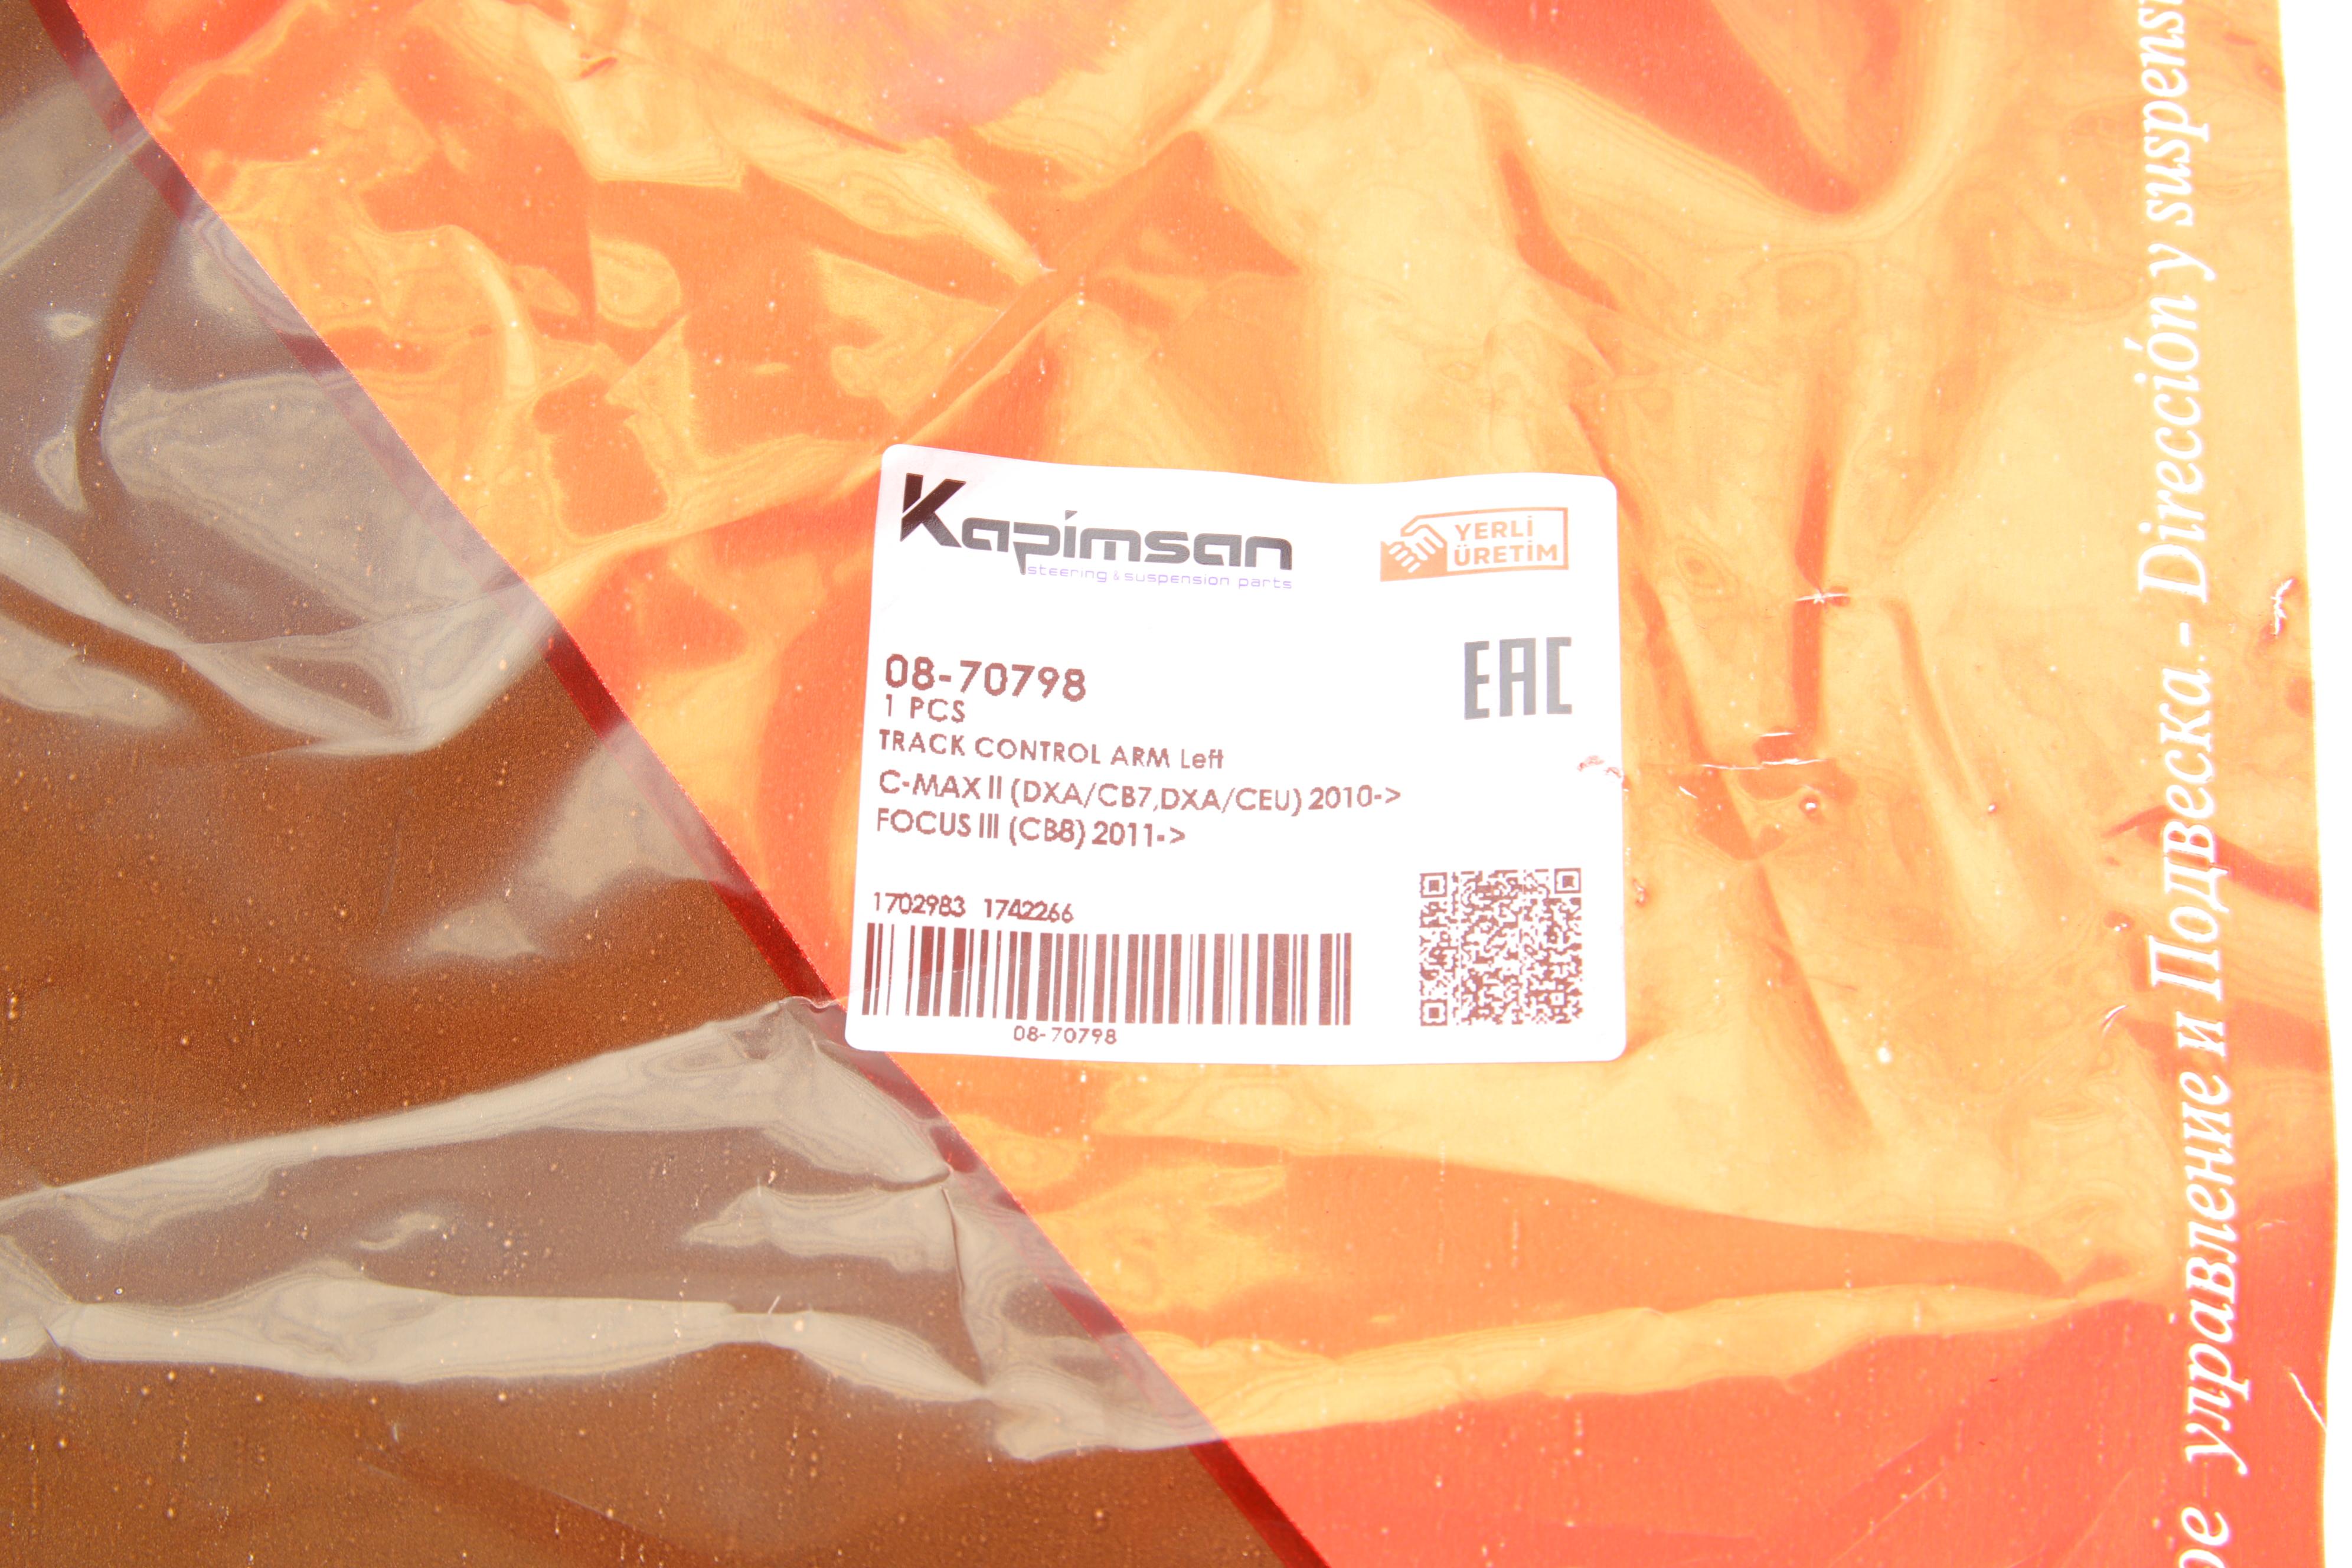 Kapimsan
steering & suspension parts
YERLİ
ÜRETİM
08-70798
1 PCS
EAC
TRACK CONTROL ARM Left
C-MAX II (DXA/CB7,DXA/CEU) 2010->
FOCUS III (CB8) 2011->
1702983 1742266
08-70798
управление и Подвеска.- Dirección y